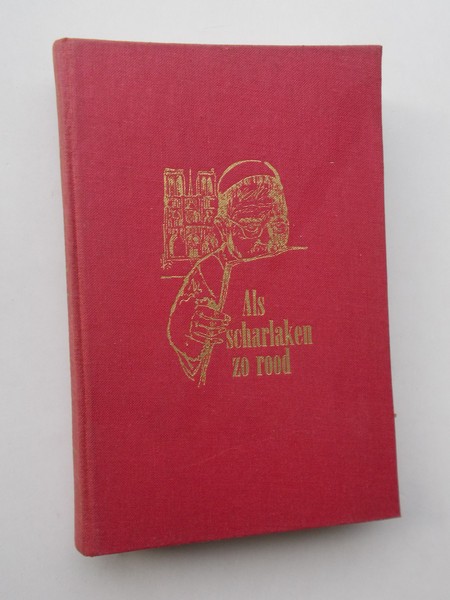 Als
scharlaken
zo rood